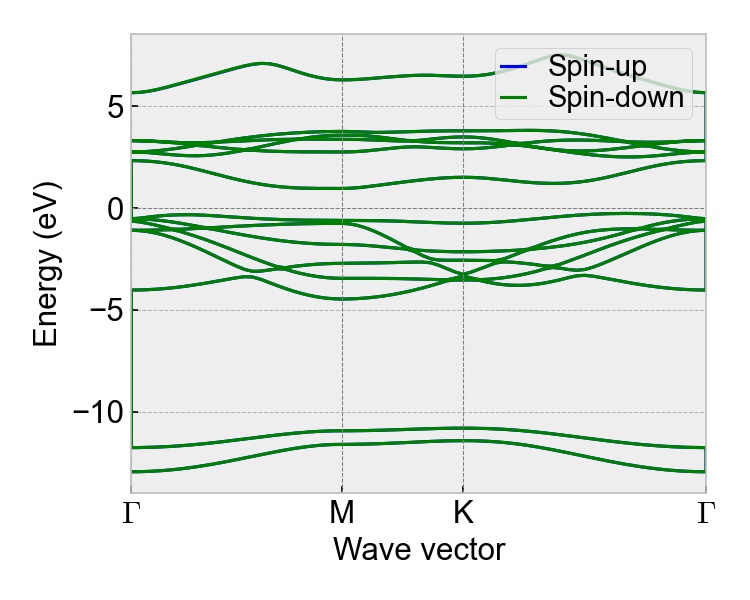 Spin-up
Spin-down
5
0
−5
−10
Energy (eV)
Γ M K Γ
Wave vector